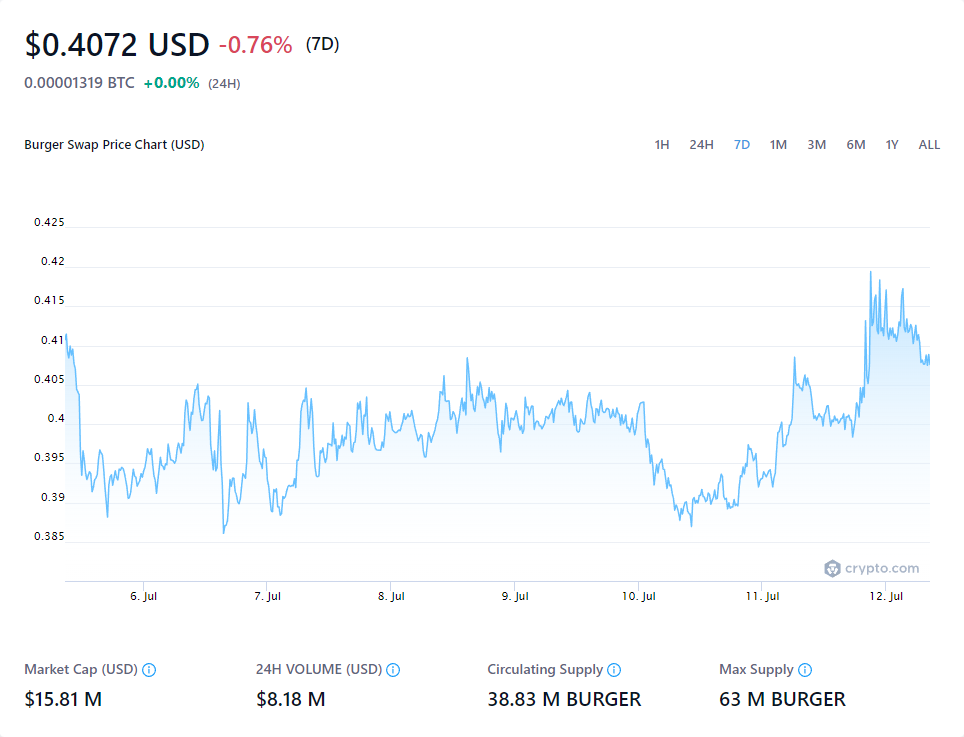 $0.4072 USD -0.76% (7D)
0.00001319 BTC +0.00% (24H)
Burger Swap Price Chart (USD) 1H 24H 7D 1M 3M 6M 1Y ALL
0.425
0.42
0.415
0.41
0.405
0.4
0.395
0.39
0.385
crypto.com
6. Jul 7. Jul 8. Jul 9. Jul 10. Jul 11. Jul 12. Jul
Market Cap (USD) 24H VOLUME (USD) Circulating Supply Max Supply
$15.81 M $8.18 M 38.83 M BURGER 63 M BURGER